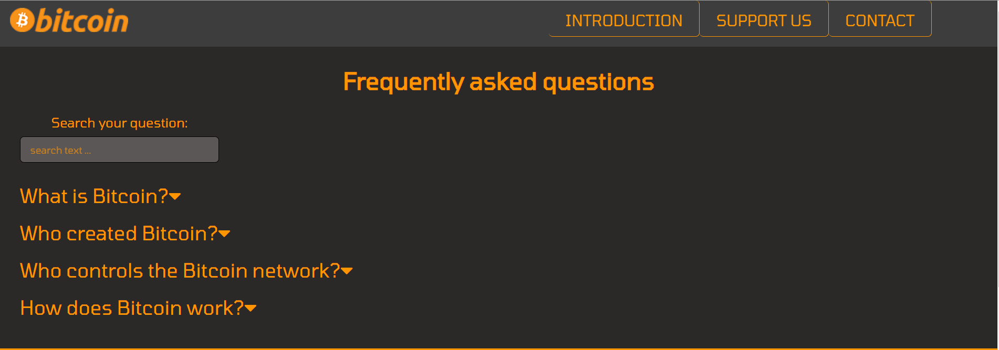 bitcoin
INTRODUCTION
SUPPORT US
CONTACT
Frequently asked questions
Search your question:
search text ...
What is Bitcoin?
Who created Bitcoin?
Who controls the Bitcoin network?
How does Bitcoin work?